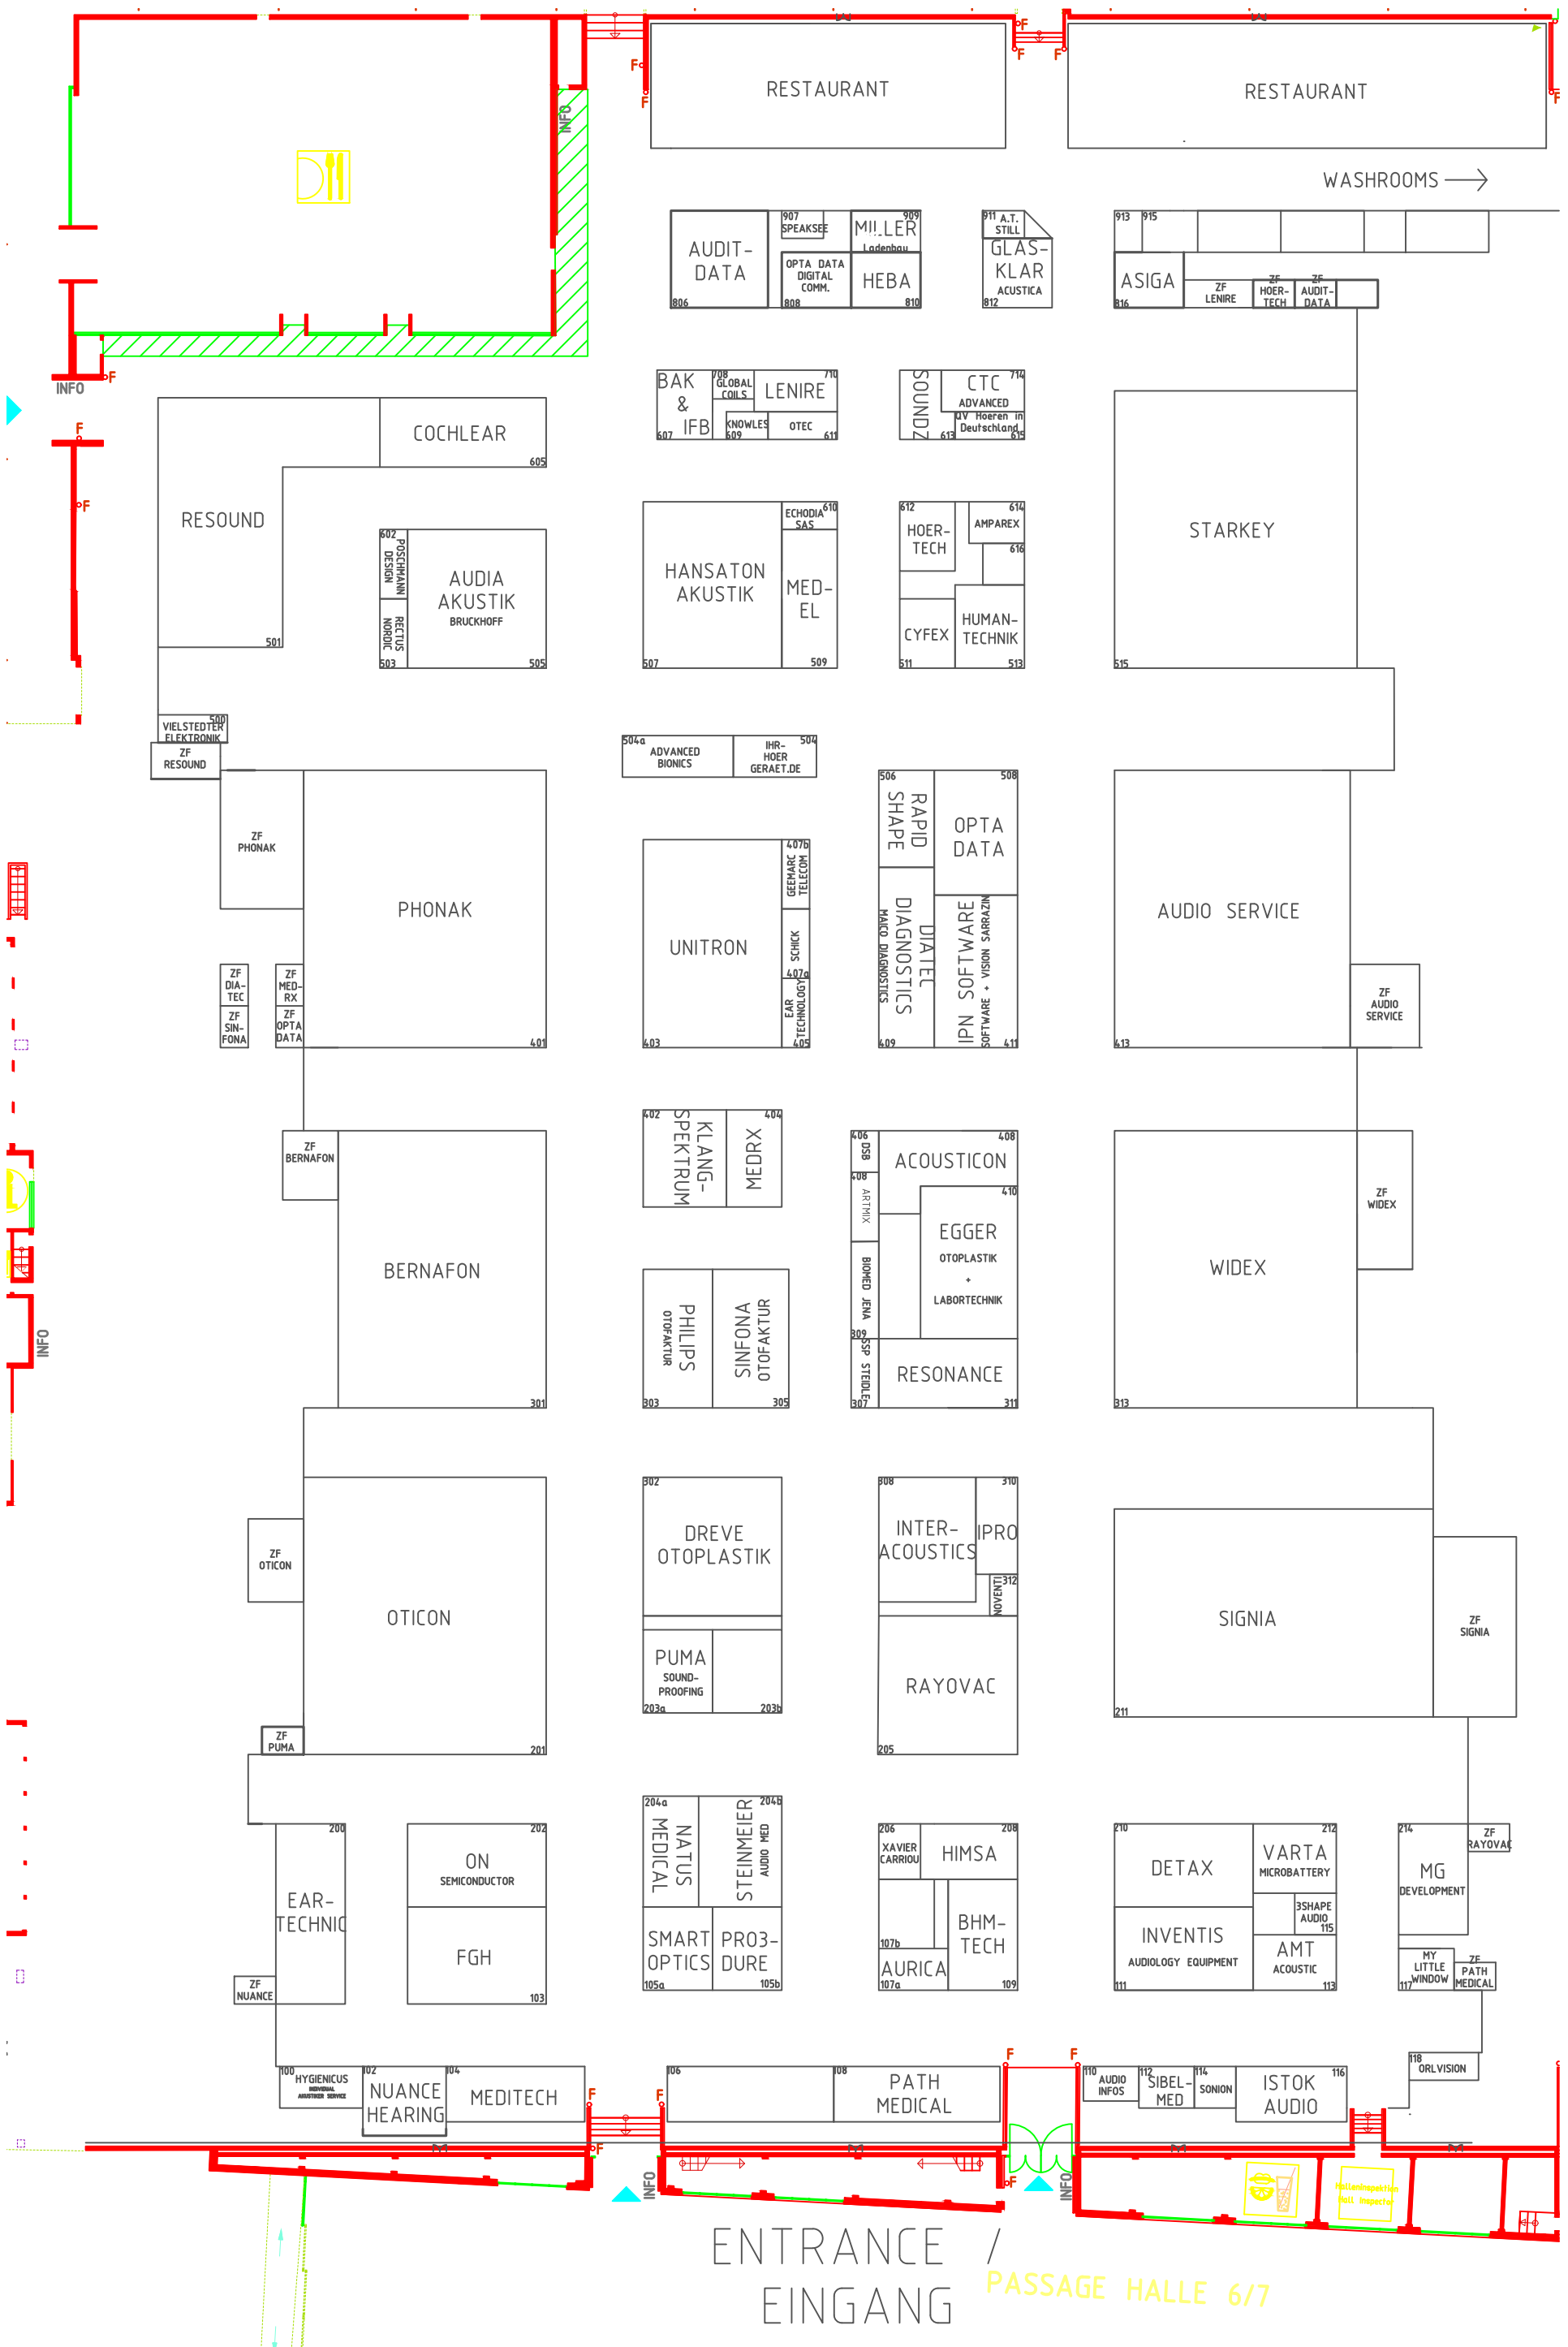 F
F
F
F
F
F
INFO
RESTAURANT
RESTAURANT
WASHROOMS
AUDIT-
DATA
806
907
SPEAKSEE
909
MILLER
Ladenbau
OPTA DATA
DIGITAL
COMM.
808
HEBA
810
911
A.T.
STILL
GLAS-
KLAR
ACUSTICA
812
913
915
ASIGA
816
ZF
LENIRE
ZF
HOER-
TECH
ZF
AUDIT-
DATA
F
INFO
F
F
BAK
&
IFB
607
708
GLOBAL
COILS
710
LENIRE
KNOWLES
609
OTEC
611
SOUNDZ
714
CTC
ADVANCED
QV Hoeren in
Deutschland
613
615
COCHLEAR
605
RESOUND
501
602
POSCHMANN
DESIGN
RECTUS
NORDIC
503
AUDIA
AKUSTIK
BRUCKHOFF
505
HANSATON
AKUSTIK
507
610
ECHODIA
SAS
MED-
EL
509
612
HOER-
TECH
614
AMPAREX
616
CYFEX
511
HUMAN-
TECHNIK
513
STARKEY
515
500
VIELSTEDTER
ELEKTRONIK
ZF
RESOUND
504a
ADVANCED
BIONICS
504
IHR-
HOER
GERAET.DE
ZF
PHONAK
PHONAK
401
ZF
DIA-
TEC
ZF
SIN-
FONA
ZF
MED-
RX
ZF
OPTA
DATA
UNITRON
403
407b
GEEMARC
TELECOM
SCHICK
407a
EAR
TECHNOLOGY
405
506
RAPID
SHAPE
508
OPTA
DATA
DIATEL
DIAGNOSTICS
MAICO DIAGNOSTICS
409
IPN SOFTWARE
SOFTWARE + VISION SARRAZIN
411
AUDIO SERVICE
413
ZF
AUDIO
SERVICE
402
KLANG-
SPEKTRUM
404
MEDRX
406
DSB
408
ACOUSTICON
408
ARTMIX
410
EGGER
OTOPLASTIK
+
LABORTECHNIK
BIOMED JENA
309
SSP STEIDLE
307
RESONANCE
311
ZF
BERNAFON
BERNAFON
301
PHILIPS
OTOFAKTUR
303
SINFONA
OTOFAKTUR
305
WIDEX
313
ZF
WIDEX
INFO
302
DREVE
OTOPLASTIK
308
INTER-
ACOUSTICS
310
IPRO
312
NOVENTI
RAYOVAC
205
ZF
OTICON
OTICON
201
ZF
PUMA
PUMA
SOUND-
PROOFING
203a
203b
SIGNIA
211
ZF
SIGNIA
200
EAR-
TECHNIC
202
ON
SEMICONDUCTOR
FGH
103
ZF
NUANCE
204a
NATUS
MEDICAL
204b
STEINMEIER
AUDIO MED
SMART
OPTICS
105a
PRO3-
DURE
105b
206
XAVIER
CARRIOU
208
HIMSA
107b
AURICA
107a
BHM-
TECH
109
210
DETAX
212
VARTA
MICROBATTERY
3SHAPE
AUDIO
115
INVENTIS
AUDIOLOGY EQUIPMENT
111
AMT
ACOUSTIC
113
214
MG
DEVELOPMENT
ZF
RAYOVAC
MY
LITTLE
WINDOW
117
ZF
PATH
MEDICAL
100
HYGIENICUS
INDIVIDUAL
AKUSTIKER SERVICE
102
NUANCE
HEARING
104
MEDITECH
106
108
PATH
MEDICAL
110
AUDIO
INFOS
112
SIBEL-
MED
114
SONION
116
ISTOK
AUDIO
118
ORLVISION
F
F
F
F
F
F
INFO
INFO
Halleninspektion
Hall Inspector
ENTRANCE /
EINGANG
PASSAGE HALLE 6/7